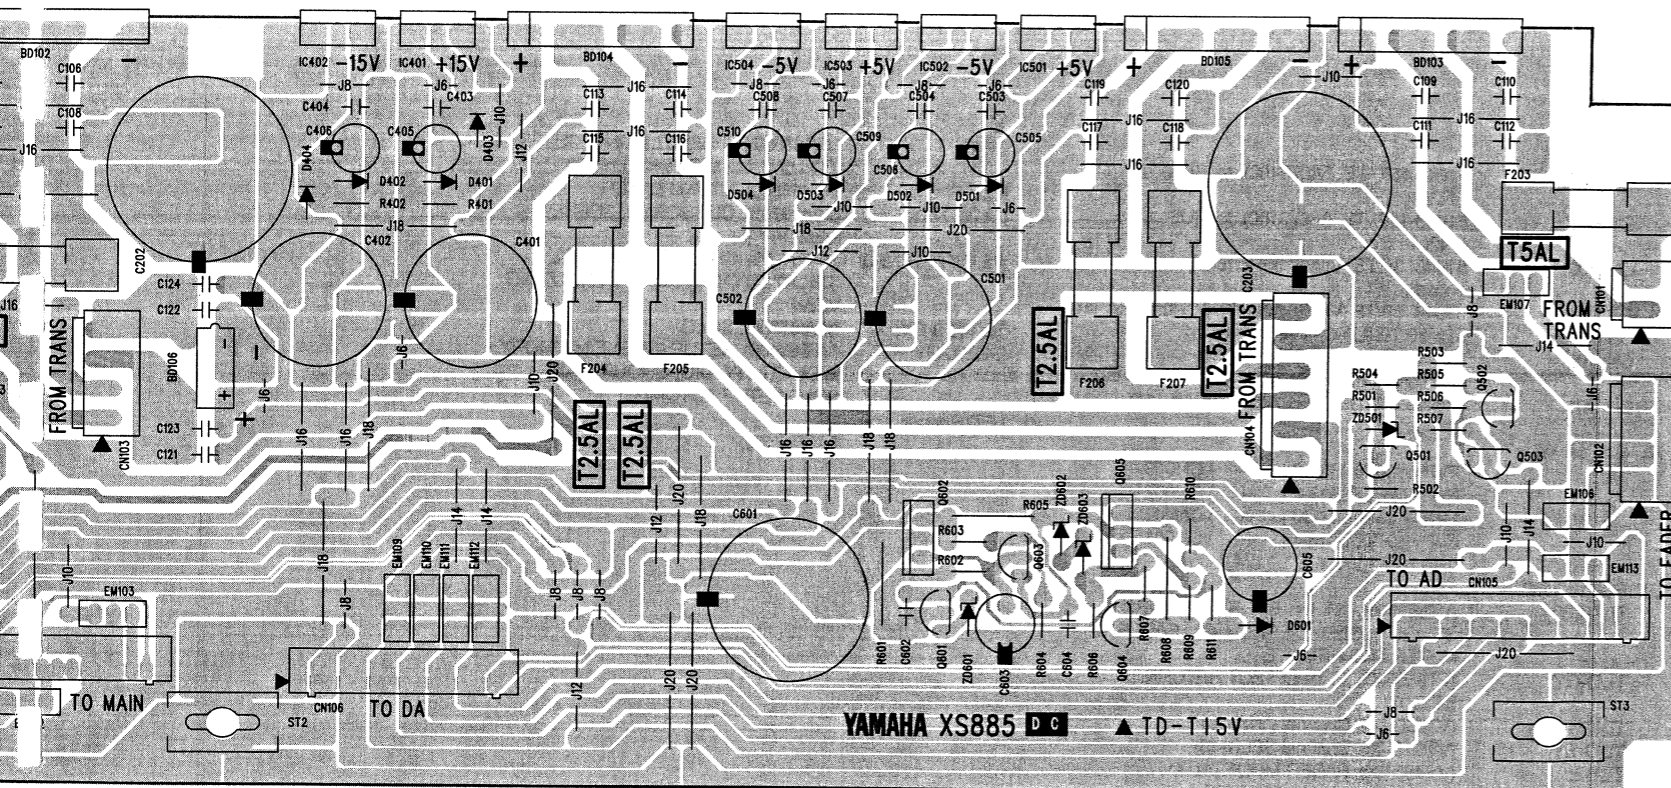 BD102
IC402 -15V IC401 +15V
BD104
IC504 -5V IC503 +5V IC502 -5V IC501 +5V
BD105
BD103
C106
J8
J6
C403
J16
J8
J6
J8
J6
C119
C120
J10
C109
C110
C404
J10
C113
C114
C508
C507
C504
C503
C108
C406
C405
D403
J12
C115
J16
C116
C510
C509
C506
C505
C117
J16
C118
C111
J16
C112
J16
D404
D402
D401
R402
R401
D504
D503
D502
D501
J16
J16
F203
J10
J10
J6
J18
C402
C401
J18
J20
J12
J10
T5AL
C202
C124
C122
C502
C501
C203
EM107
CN101
J16
FROM TRANS
BD106
J6
J6
J10
J20
F204
F205
T2.5AL
F206
F207
T2.5AL
FROM TRANS
CN104
FROM
TRANS
J8
J14
R503
R504
R505
Q502
R501
R506
ZD501
R507
J16
C123
C121
CN103
J16
J16
J18
T2.5AL
T2.5AL
J16
J16
J16
J18
J18
Q501
Q503
R502
CN102
J14
J14
J12
J20
J18
C601
Q602
R605
ZD602
ZD603
Q605
R610
J20
J10
J14
EM106
J10
R603
R602
Q603
C605
J20
EM113
TO FADER
J10
EM103
J18
J8
EM109
EM110
EM111
EM112
J8
J8
J8
TO AD
CN105
R601
C602
Q601
ZD601
C603
R604
C604
R606
Q604
R607
R608
R609
R611
D601
J6
J20
TO MAIN
ST2
CN106
TO DA
J12
J20
J20
YAMAHA XS885 DC
TD-T15V
J8
J6
ST3